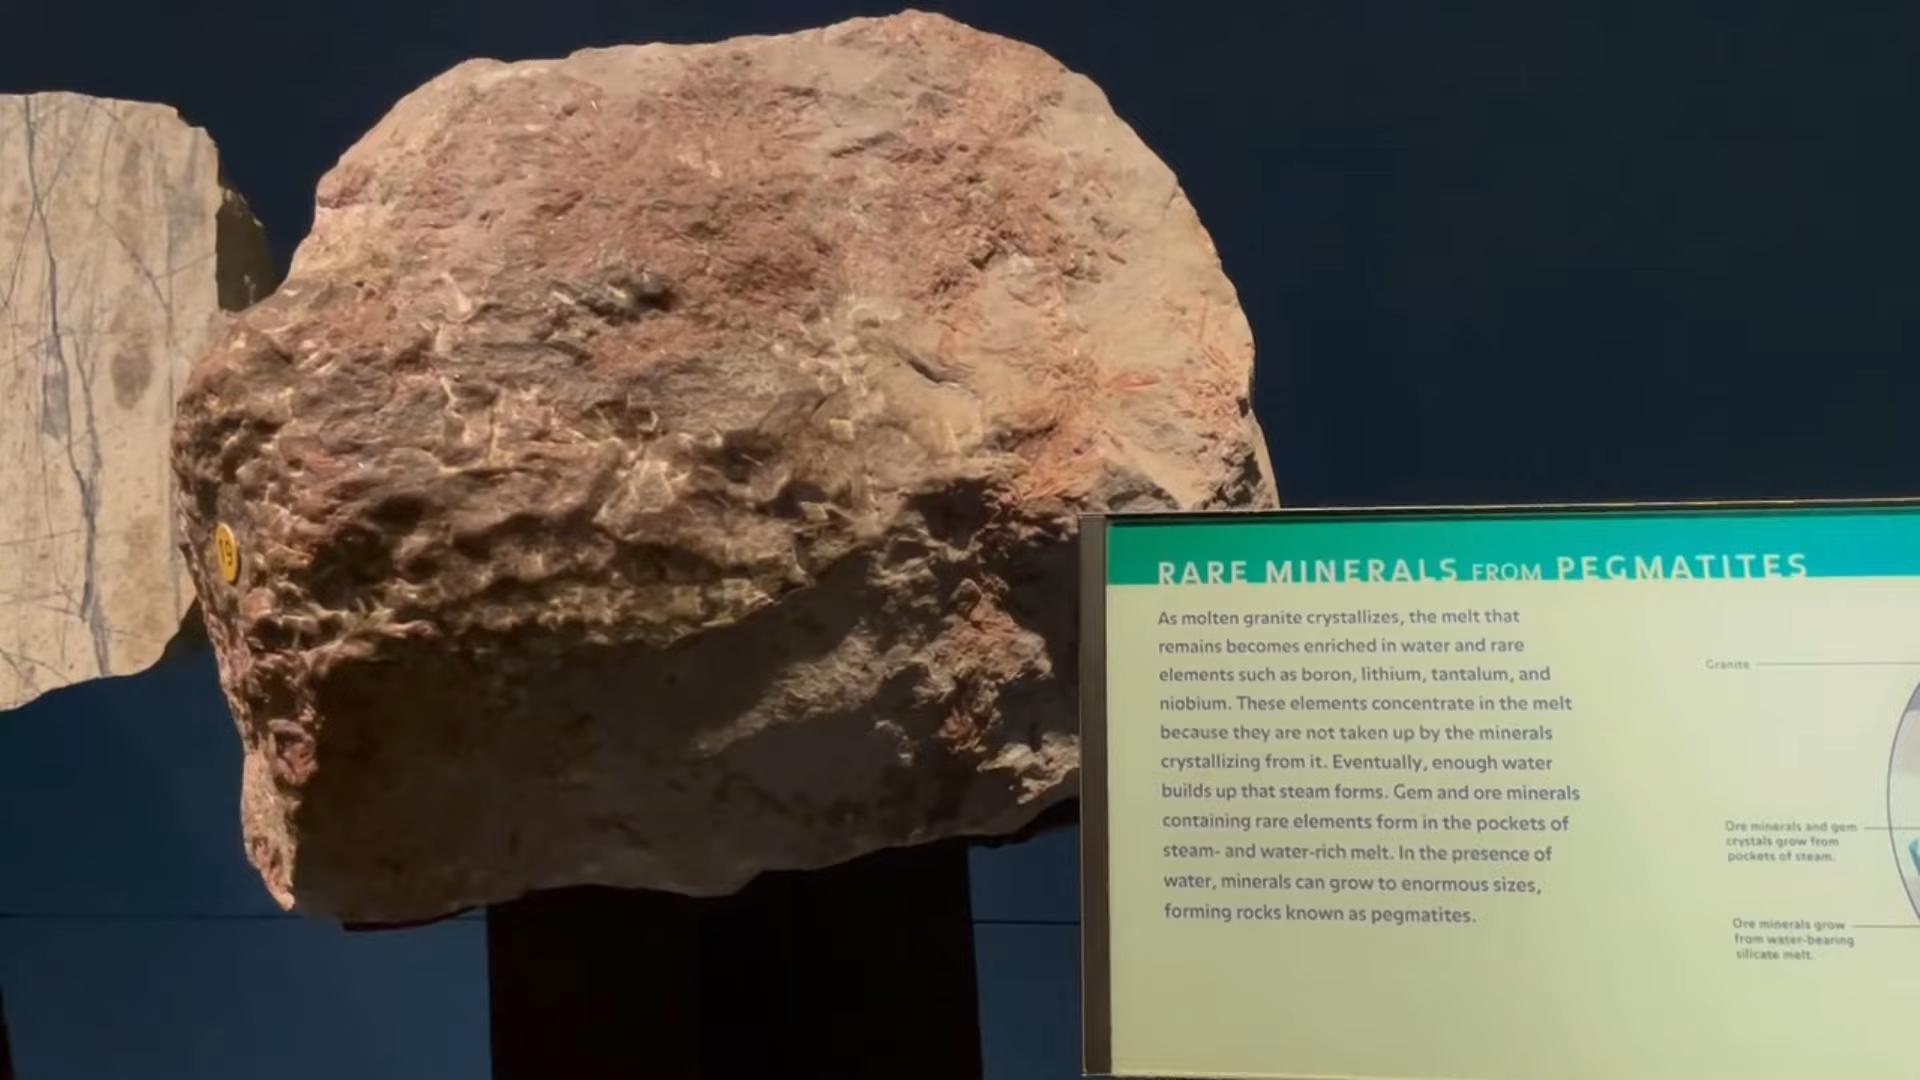 19
RARE MINERALS FROM PEGMATITES
As molten granite crystallizes, the melt that
remains becomes enriched in water and rare
elements such as boron, lithium, tantalum, and
niobium. These elements concentrate in the melt
because they are not taken up by the minerals
crystallizing from it. Eventually, enough water
builds up that steam forms. Gem and ore minerals
containing rare elements form in the pockets of
steam- and water-rich melt. In the presence of
water, minerals can grow to enormous sizes,
forming rocks known as pegmatites.
Granite
Ore minerals and gem
crystals grow from
pockets of steam.
Ore minerals grow
from water-bearing
silicate melt.